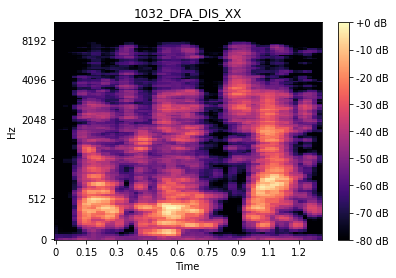 1032_DFA_DIS_XX
8192
4096
2048
1024
512
0
Hz
0 0.15 0.3 0.45 0.6 0.75 0.9 1.1 1.2
Time
+0 dB
-10 dB
-20 dB
-30 dB
-40 dB
-50 dB
-60 dB
-70 dB
-80 dB